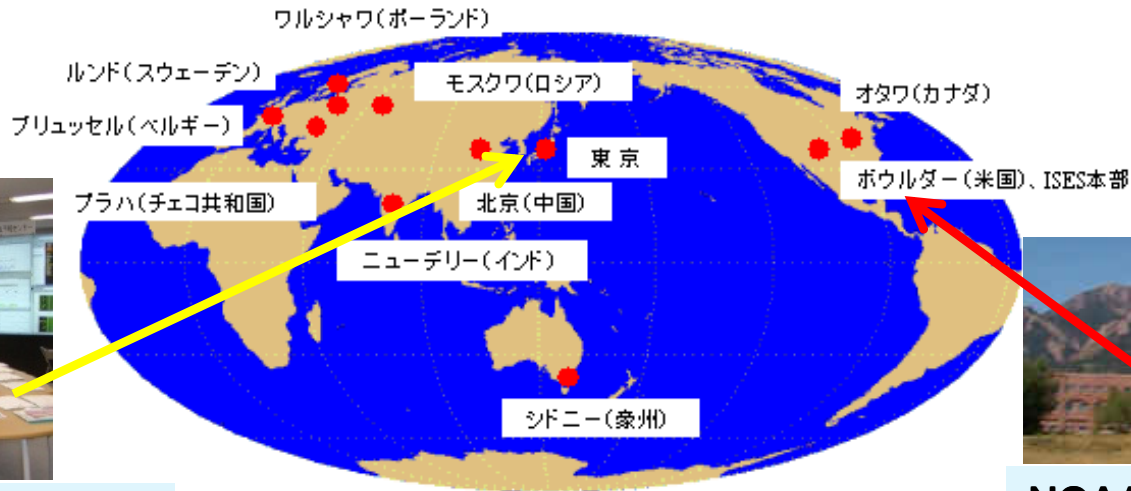 ワルシャワ(ポーランド)
ルンド(スウェーデン)
モスクワ(ロシア)
オタワ(カナダ)
ブリュッセル(ベルギー)
東京
ボウルダー(米国)、ISES本部
プラハ(チェコ共和国)
北京(中国)
ニューデリー(インド)
シドニー(豪州)